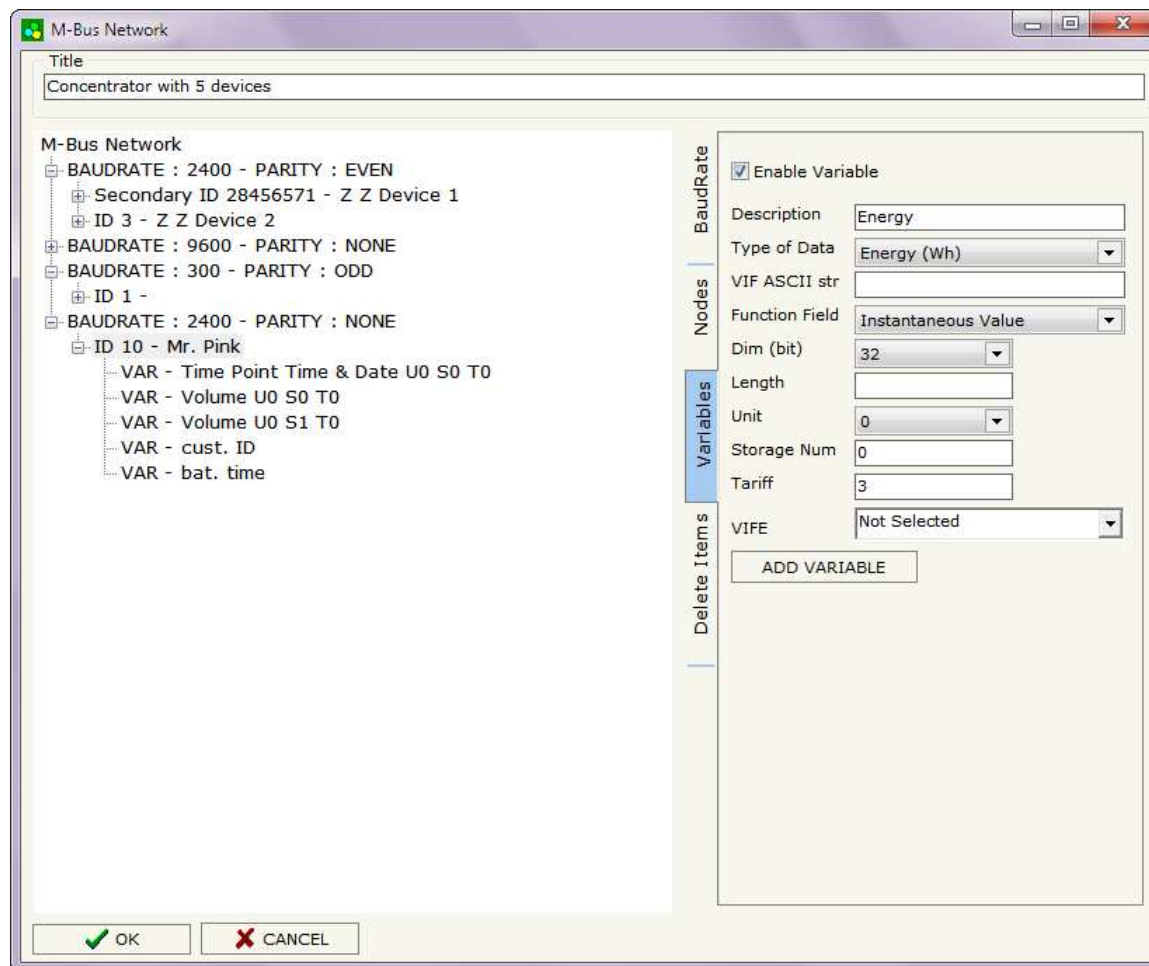 M-Bus Network
Title
Concentrator with 5 devices
M-Bus Network
BAUDRATE : 2400 - PARITY : EVEN
Secondary ID 28456571 - Z Z Device 1
ID 3 - Z Z Device 2
BAUDRATE : 9600 - PARITY : NONE
BAUDRATE : 300 - PARITY : ODD
ID 1 -
BAUDRATE : 2400 - PARITY : NONE
ID 10 - Mr. Pink
VAR - Time Point Time & Date U0 S0 T0
VAR - Volume U0 S0 T0
VAR - Volume U0 S1 T0
VAR - cust. ID
VAR - bat. time
BaudRate
Nodes
Variables
Delete Items
Enable Variable
Description Energy
Type of Data Energy (Wh)
VIF ASCII str
Function Field Instantaneous Value
Dim (bit) 32
Length
Unit 0
Storage Num 0
Tariff 3
VIFE Not Selected
ADD VARIABLE
OK CANCEL